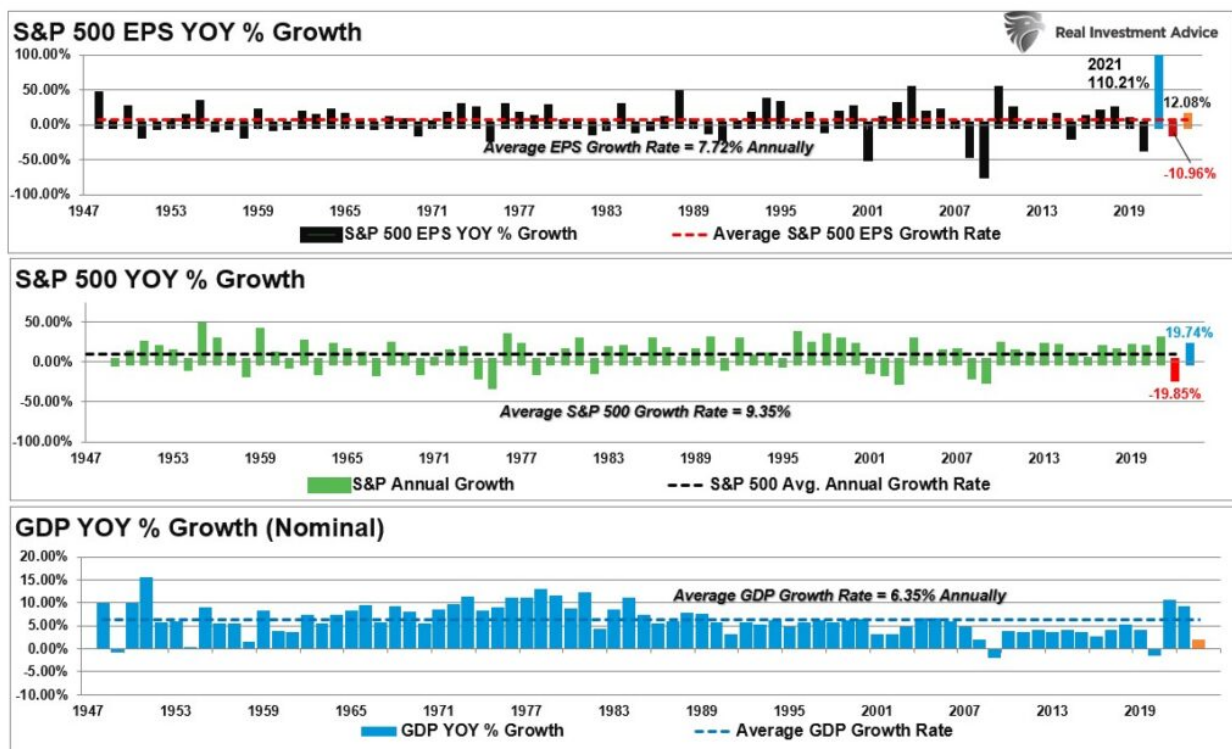 S&P 500 EPS YOY % Growth
Real Investment Advice
100.00%
2021
110.21%
50.00%
12.08%
0.00%
Average EPS Growth Rate = 7.72% Annually
-50.00%
-10.96%
-100.00%
1947 1953 1959 1965 1971 1977 1983 1989 1995 2001 2007 2013 2019
S&P 500 EPS YOY % Growth Average S&P 500 EPS Growth Rate
S&P 500 YOY % Growth
50.00%
19.74%
0.00%
-19.85%
-50.00%
Average S&P 500 Growth Rate = 9.35%
-100.00%
1947 1953 1959 1965 1971 1977 1983 1989 1995 2001 2007 2013 2019
S&P Annual Growth S&P 500 Avg. Annual Growth Rate
GDP YOY % Growth (Nominal)
20.00%
15.00%
Average GDP Growth Rate = 6.35% Annually
10.00%
5.00%
0.00%
-5.00%
-10.00%
1947 1953 1959 1965 1971 1977 1983 1989 1995 2001 2007 2013 2019
GDP YOY % Growth Average GDP Growth Rate